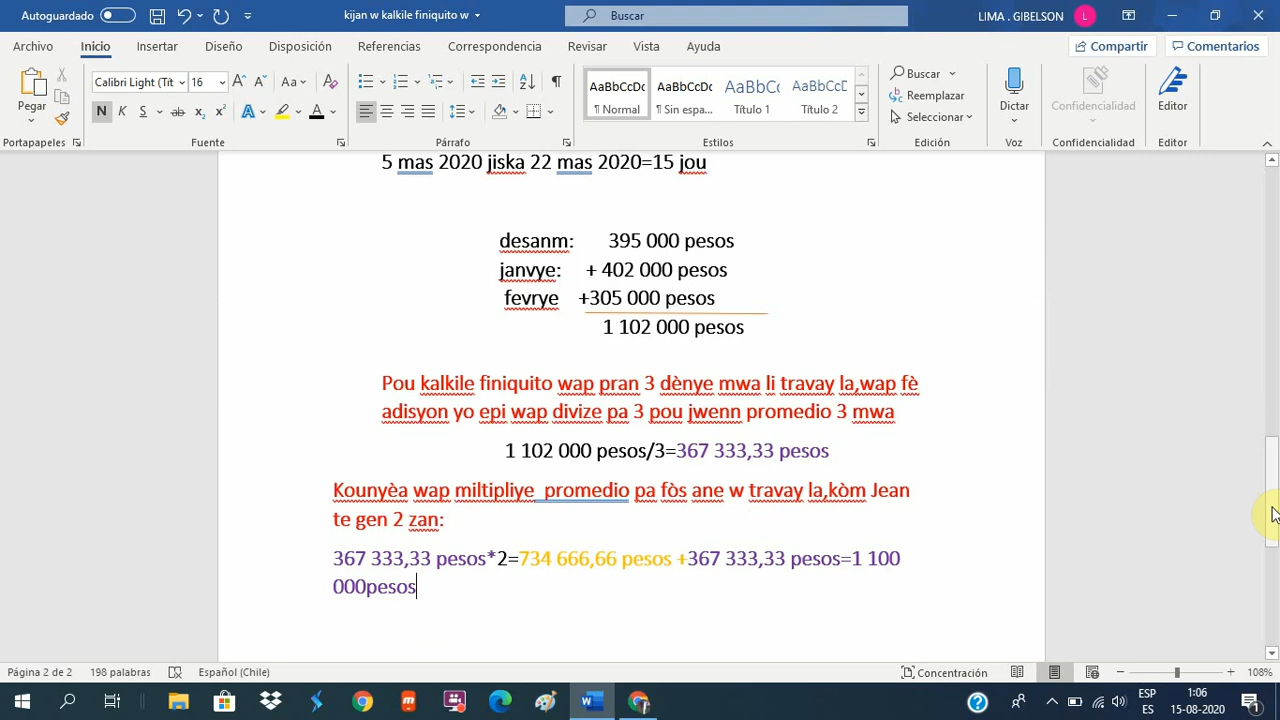 Autoguardado
kijan w kalkile finiquito w
Buscar
LIMA . GIBELSON
L
Archivo Inicio Insertar Diseño Disposición Referencias Correspondencia Revisar Vista Ayuda
Compartir Comentarios
Pegar
Calibri Light (Tít 16
N K S ab x₂ x²
AaBbCcDc AaBbCcDc AaBbCc AaBbCcD
¶ Normal ¶ Sin espa... Título 1 Título 2
Buscar
Reemplazar
Seleccionar
Dictar
Confidencialidad
Editor
Portapapeles Fuente Párrafo Estilos Edición Voz Confidencialidad Editor
5 mas 2020 jiska 22 mas 2020=15 jou
desanm: 395 000 pesos
janvye: + 402 000 pesos
fevrye +305 000 pesos
1 102 000 pesos
Pou kalkile finiquito wap pran 3 dènye mwa li travay la,wap fè
adisyon yo epi wap divize pa 3 pou jwenn promedio 3 mwa
1 102 000 pesos/3=367 333,33 pesos
Kounyèa wap miltipliye promedio pa fòs ane w travay la,kòm Jean
te gen 2 zan:
367 333,33 pesos*2=734 666,66 pesos +367 333,33 pesos=1 100
000pesos
Página 2 de 2 198 palabras Español (Chile) Concentración 108%
ESP 1:06
ES 15-08-2020